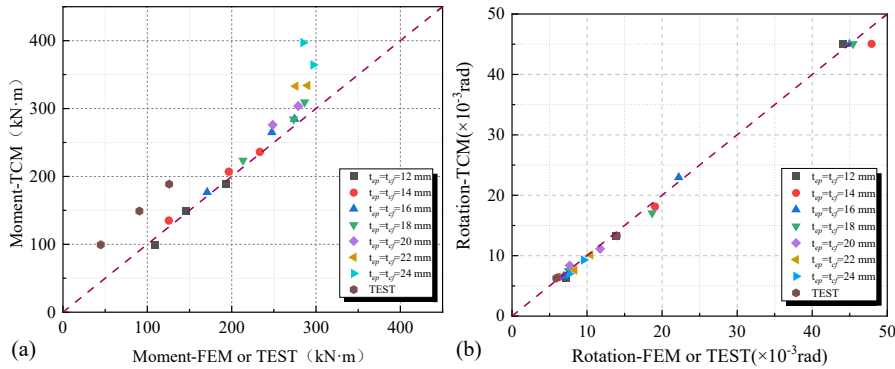 Moment-TCM（kN·m）
400
300
200
100
0
0
100
200
300
400
t_ep=t_cf=12 mm
t_ep=t_cf=14 mm
t_ep=t_cf=16 mm
t_ep=t_cf=18 mm
t_ep=t_cf=20 mm
t_ep=t_cf=22 mm
t_ep=t_cf=24 mm
TEST
(a)
Moment-FEM or TEST（kN·m）
Rotation-TCM(×10⁻³rad)
50
40
30
20
10
0
0
10
20
30
40
50
t_ep=t_cf=12 mm
t_ep=t_cf=14 mm
t_ep=t_cf=16 mm
t_ep=t_cf=18 mm
t_ep=t_cf=20 mm
t_ep=t_cf=22 mm
t_ep=t_cf=24 mm
TEST
(b)
Rotation-FEM or TEST(×10⁻³rad)